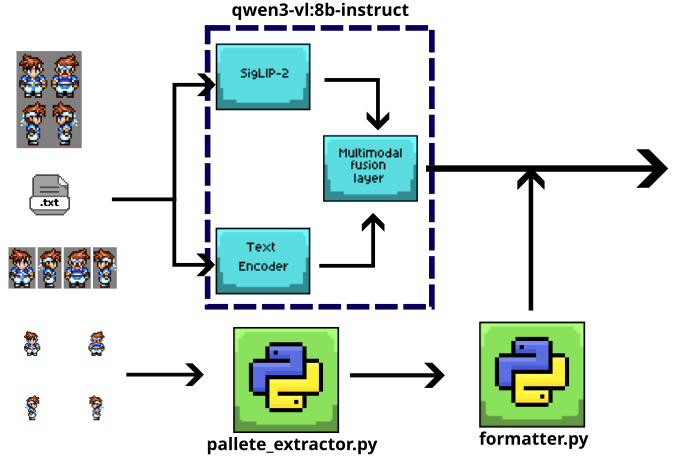 qwen3-vl:8b-instruct
SigLIP-2
Multimodal
fusion
layer
.txt
Text
Encoder
pallete_extractor.py
formatter.py